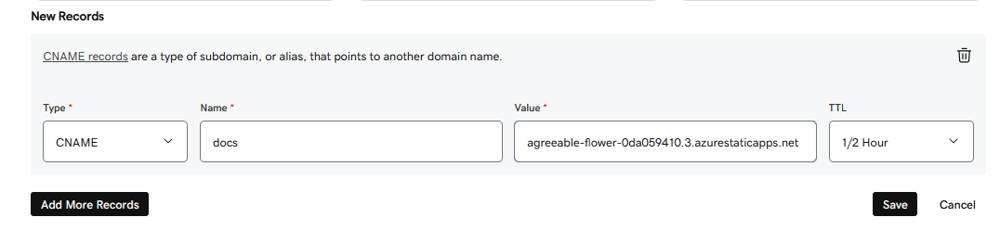 New Records
CNAME records are a type of subdomain, or alias, that points to another domain name.
Type * Name * Value * TTL
CNAME docs agreeable-flower-0da059410.3.azurestaticapps.net 1/2 Hour
Add More Records Save Cancel